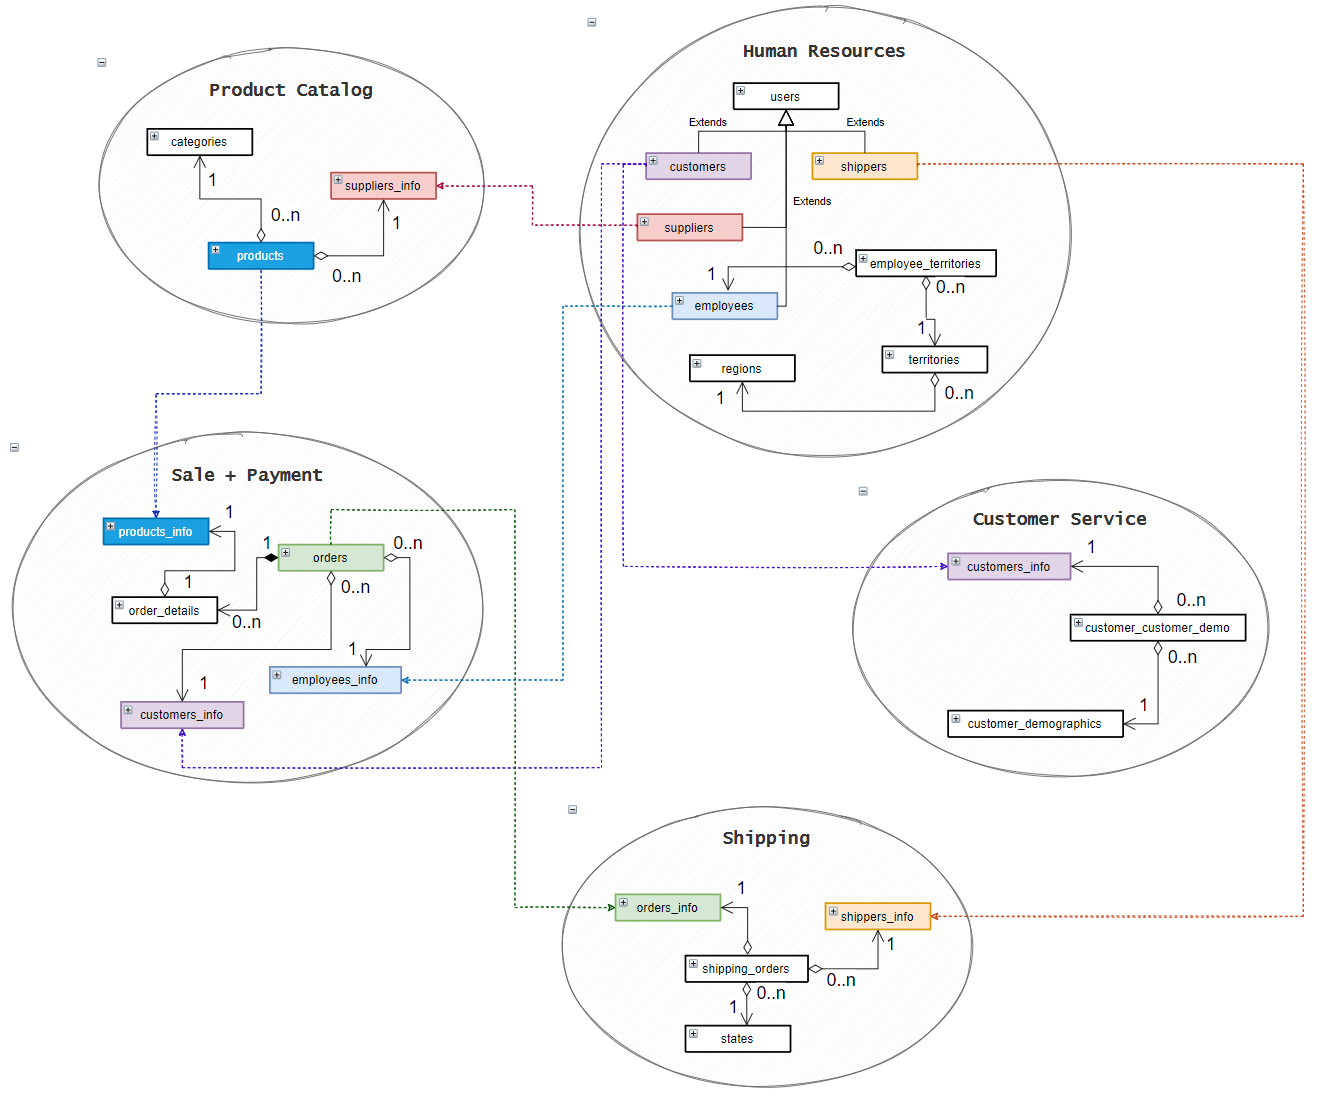 Product Catalog
categories
1
0..n
suppliers_info
1
products
0..n
Human Resources
users
Extends
Extends
customers
shippers
Extends
suppliers
0..n
employee_territories
1
0..n
employees
1
territories
regions
0..n
1
Sale + Payment
products_info
1
1
orders
0..n
1
0..n
order_details
0..n
1
employees_info
1
customers_info
Customer Service
customers_info
1
0..n
customer_customer_demo
0..n
1
customer_demographics
Shipping
1
orders_info
shippers_info
1
shipping_orders
0..n
0..n
1
states